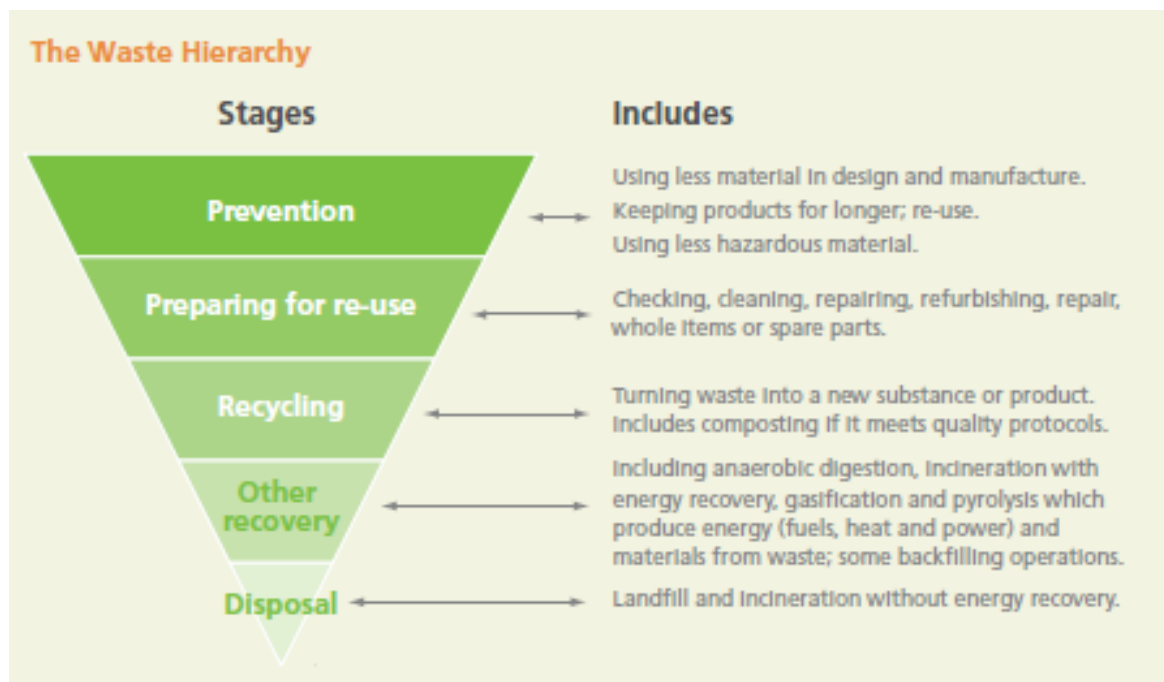 The Waste Hierarchy
Stages
Includes
Prevention
Using less material in design and manufacture.
Keeping products for longer; re-use.
Using less hazardous material.
Preparing for re-use
Checking, cleaning, repairing, refurbishing, repair,
whole items or spare parts.
Recycling
Turning waste into a new substance or product.
Includes composting if it meets quality protocols.
Other
recovery
Including anaerobic digestion, incineration with
energy recovery, gasification and pyrolysis which
produce energy (fuels, heat and power) and
materials from waste; some backfilling operations.
Disposal
Landfill and incineration without energy recovery.